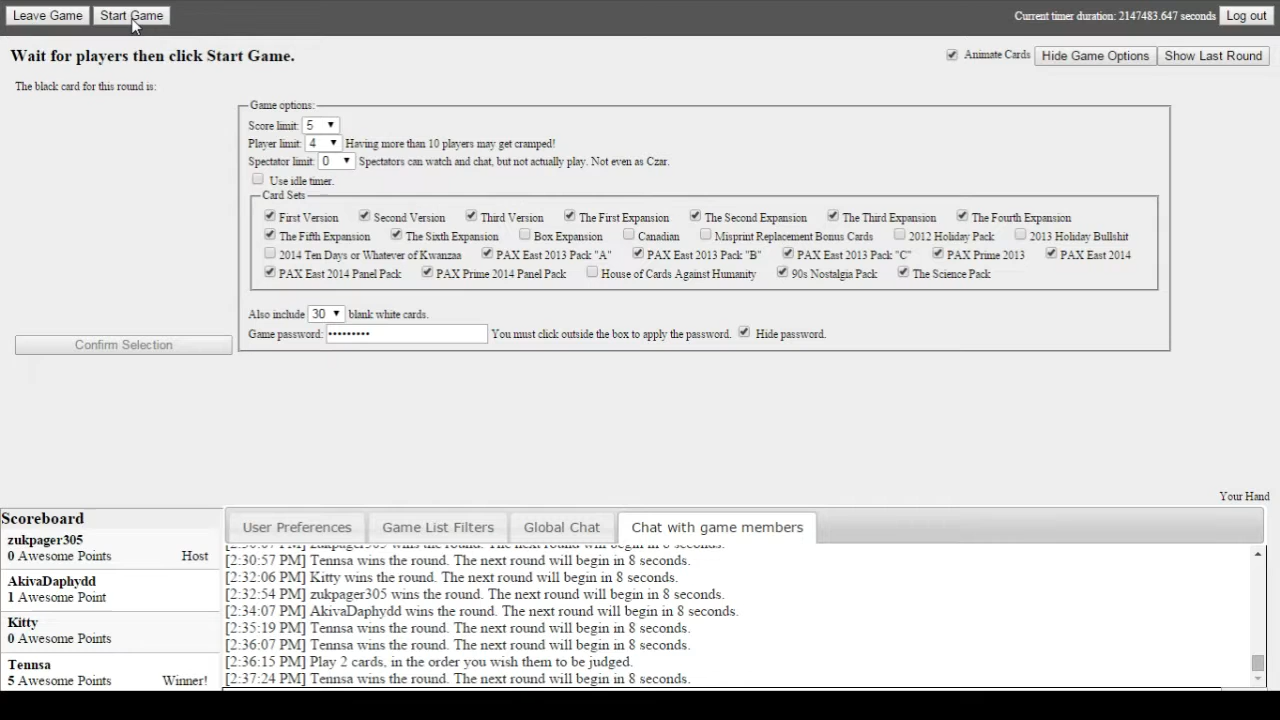 Leave Game Start Game Current timer duration: 2147483.647 seconds Log out
Wait for players then click Start Game. Animate Cards Hide Game Options Show Last Round
The black card for this round is:
Game options:
Score limit: 5
Player limit: 4 Having more than 10 players may get cramped!
Spectator limit: 0 Spectators can watch and chat, but not actually play. Not even as Czar.
Use idle timer.
Card Sets
First Version Second Version Third Version The First Expansion The Second Expansion The Third Expansion The Fourth Expansion
The Fifth Expansion The Sixth Expansion Box Expansion Canadian Misprint Replacement Bonus Cards 2012 Holiday Pack 2013 Holiday Bullshit
2014 Ten Days or Whatever of Kwanzaa PAX East 2013 Pack "A" PAX East 2013 Pack "B" PAX East 2013 Pack "C" PAX Prime 2013 PAX East 2014
PAX East 2014 Panel Pack PAX Prime 2014 Panel Pack House of Cards Against Humanity 90s Nostalgia Pack The Science Pack
Also include 30 blank white cards.
Game password: ••••••••• You must click outside the box to apply the password. Hide password.
Confirm Selection
Your Hand
Scoreboard
zukpager305
0 Awesome Points Host
AkivaDaphydd
1 Awesome Point
Kitty
0 Awesome Points
Tennsa
5 Awesome Points Winner!
User Preferences Game List Filters Global Chat Chat with game members
[2:30:07 PM] zukpager305 wins the round. The next round will begin in 8 seconds.
[2:30:57 PM] Tennsa wins the round. The next round will begin in 8 seconds.
[2:32:06 PM] Kitty wins the round. The next round will begin in 8 seconds.
[2:32:54 PM] zukpager305 wins the round. The next round will begin in 8 seconds.
[2:34:07 PM] AkivaDaphydd wins the round. The next round will begin in 8 seconds.
[2:35:19 PM] Tennsa wins the round. The next round will begin in 8 seconds.
[2:36:07 PM] Tennsa wins the round. The next round will begin in 8 seconds.
[2:36:15 PM] Play 2 cards, in the order you wish them to be judged.
[2:37:24 PM] Tennsa wins the round. The next round will begin in 8 seconds.